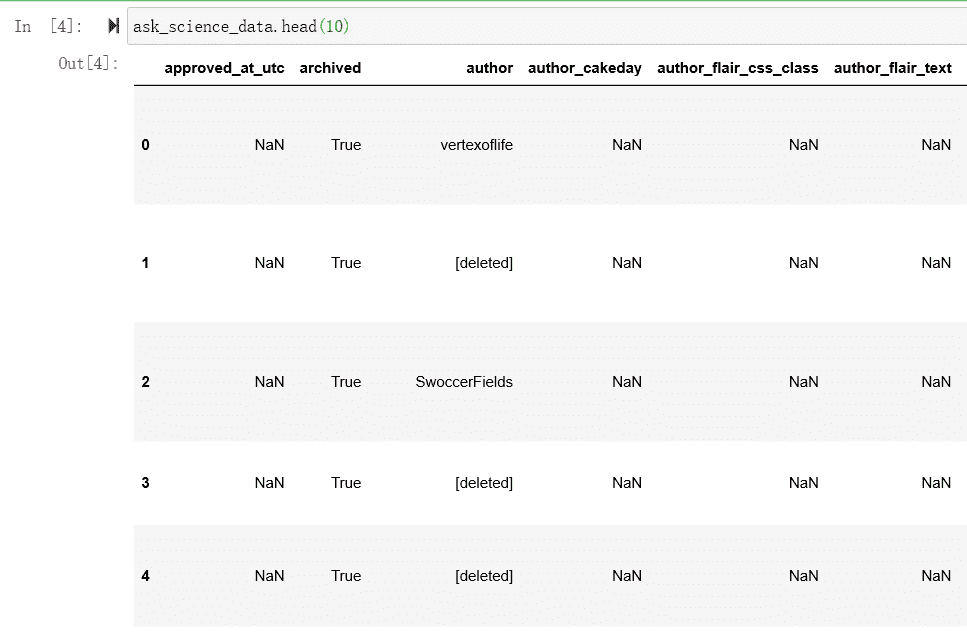 In [4]: ask_science_data.head(10)
Out[4]:
approved_at_utc archived author author_cakeday author_flair_css_class author_flair_text
0 NaN True vertexoflife NaN NaN NaN
1 NaN True [deleted] NaN NaN NaN
2 NaN True SwoccerFields NaN NaN NaN
3 NaN True [deleted] NaN NaN NaN
4 NaN True [deleted] NaN NaN NaN